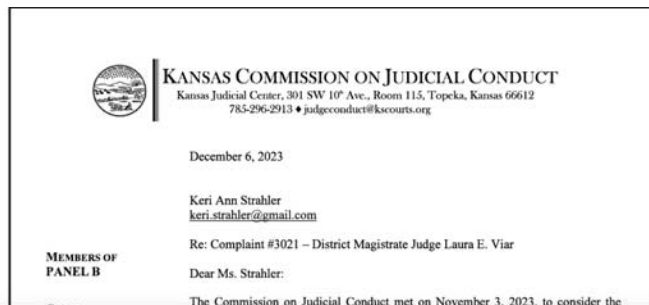 KANSAS COMMISSION ON JUDICIAL CONDUCT
Kansas Judicial Center, 301 SW 10th Ave., Room 115, Topeka, Kansas 66612
785-296-2913 ♦ judgeconduct@kscourts.org
December 6, 2023
Keri Ann Strahler
keri.strahler@gmail.com
Re: Complaint #3021 – District Magistrate Judge Laura E. Viar
MEMBERS OF
PANEL B
Dear Ms. Strahler:
The Commission on Judicial Conduct met on November 3, 2023, to consider the